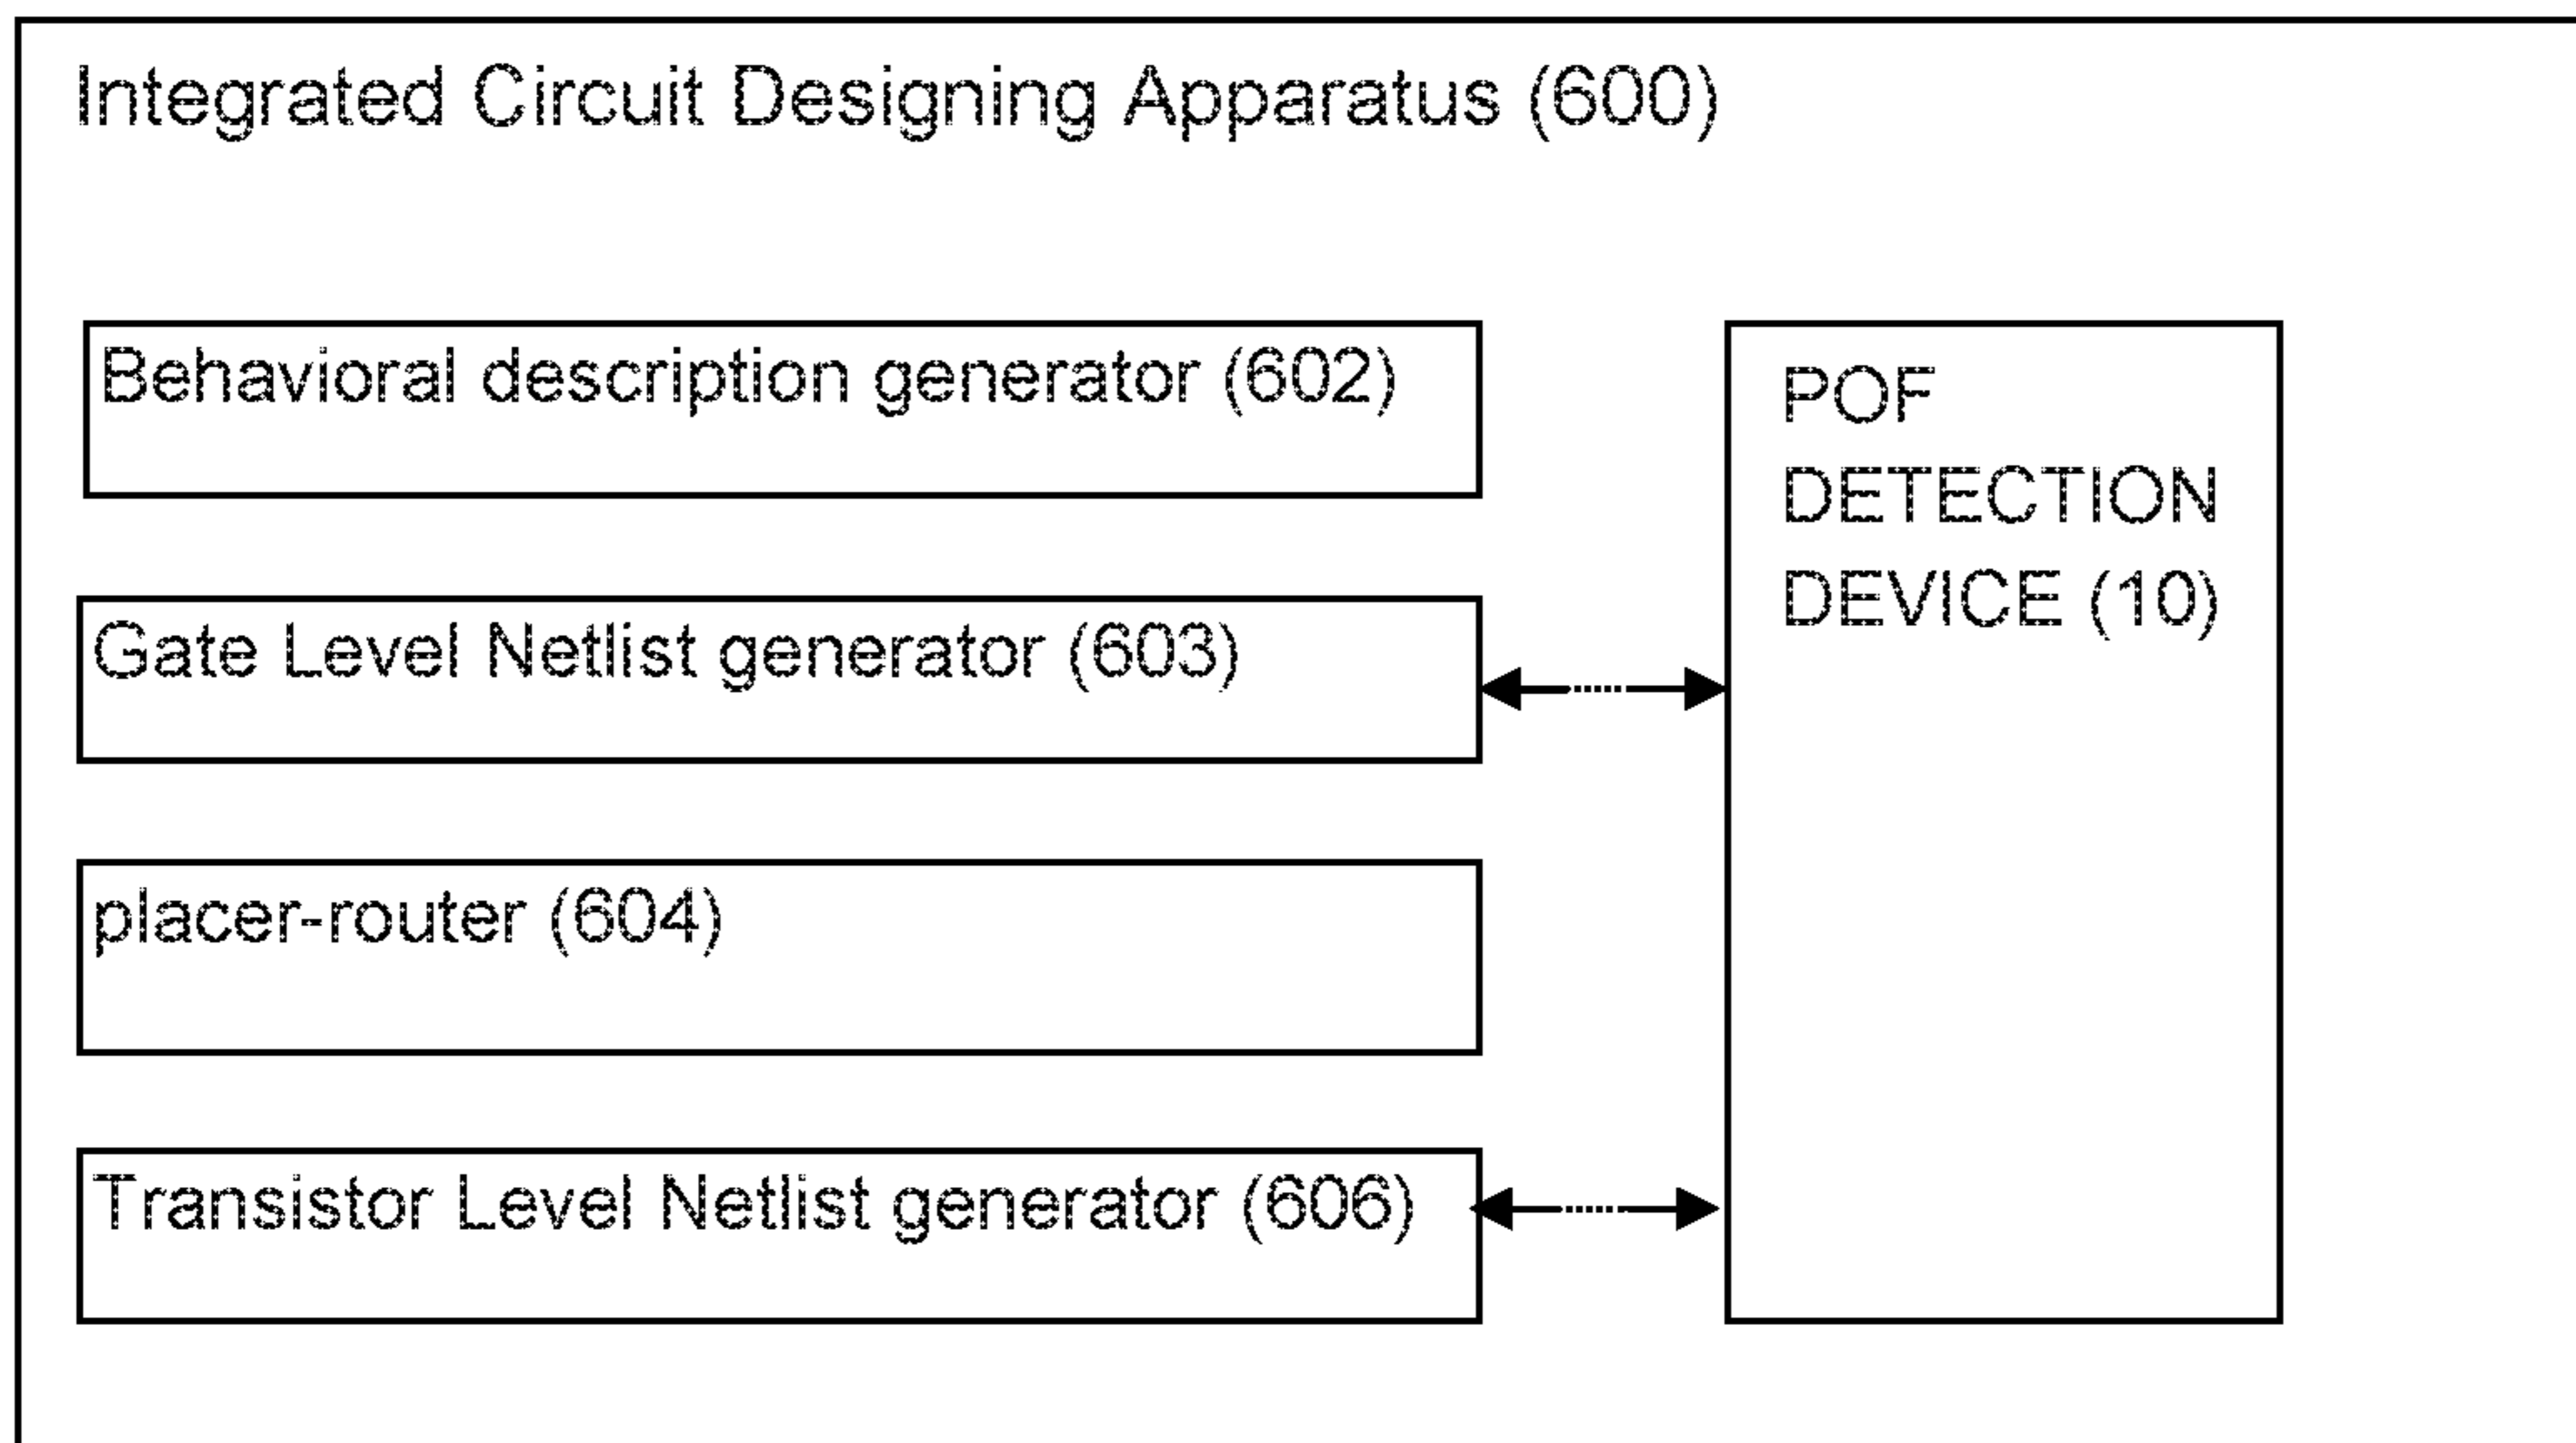 Integrated Circuit Designing Apparatus (600)
Behavioral description generator (602)
POF
DETECTION
DEVICE (10)
Gate Level Netlist generator (603)
placer-router (604)
Transistor Level Netlist generator (606)